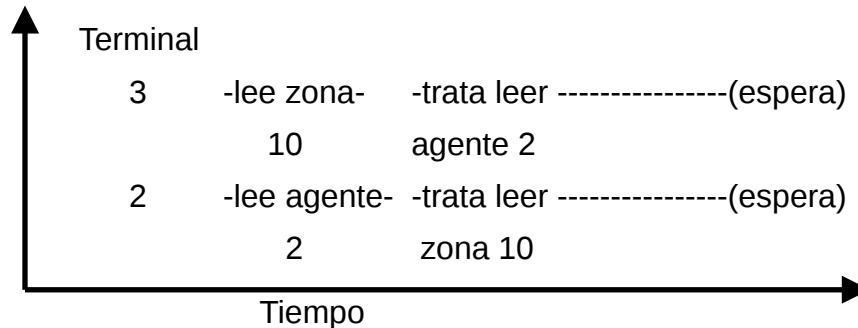 Terminal
3 -lee zona- -trata leer ----------------(espera)
10 agente 2
2 -lee agente- -trata leer ----------------(espera)
2 zona 10
Tiempo